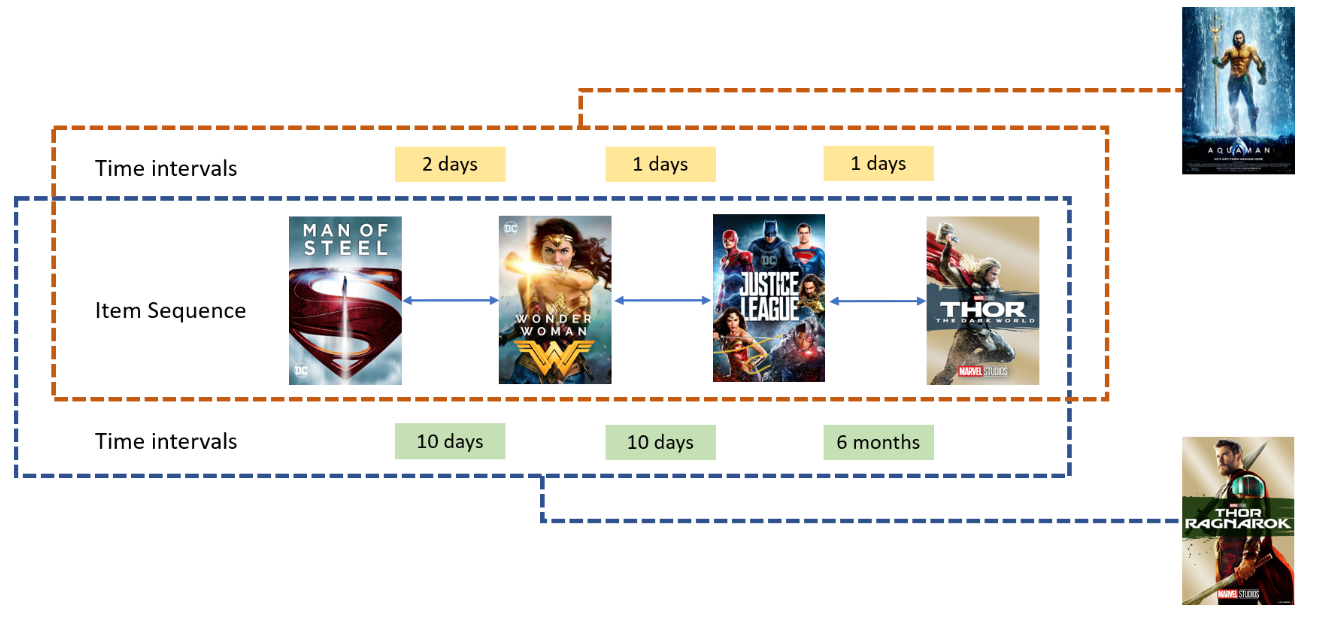 AQUAMAN
Time intervals
2 days
1 days
1 days
MAN OF
STEEL
DC
DC
WONDER
WOMAN
DC
JUSTICE
LEAGUE
MARVEL STUDIOS
THOR
THE DARK WORLD
MARVEL STUDIOS
Item Sequence
Time intervals
10 days
10 days
6 months
THOR
RAGNAROK
MARVEL STUDIOS